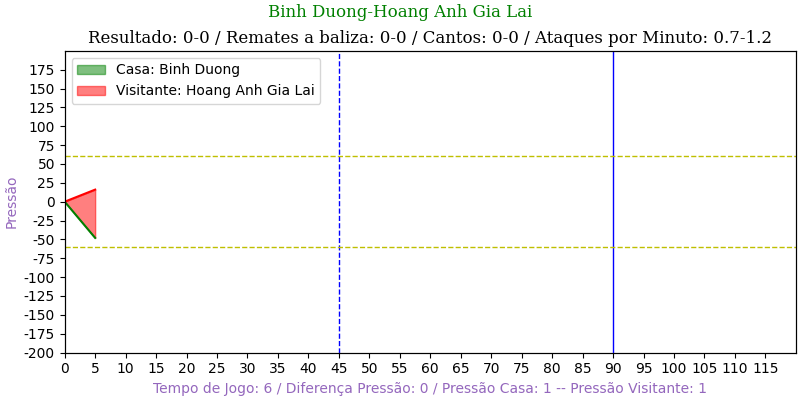 Binh Duong-Hoang Anh Gia Lai
Resultado: 0-0 / Remates a baliza: 0-0 / Cantos: 0-0 / Ataques por Minuto: 0.7-1.2
Casa: Binh Duong
Visitante: Hoang Anh Gia Lai
Pressão
175
150
125
100
75
50
25
0
-25
-50
-75
-100
-125
-150
-175
-200
0 5 10 15 20 25 30 35 40 45 50 55 60 65 70 75 80 85 90 95 100 105 110 115
Tempo de Jogo: 6 / Diferença Pressão: 0 / Pressão Casa: 1 -- Pressão Visitante: 1